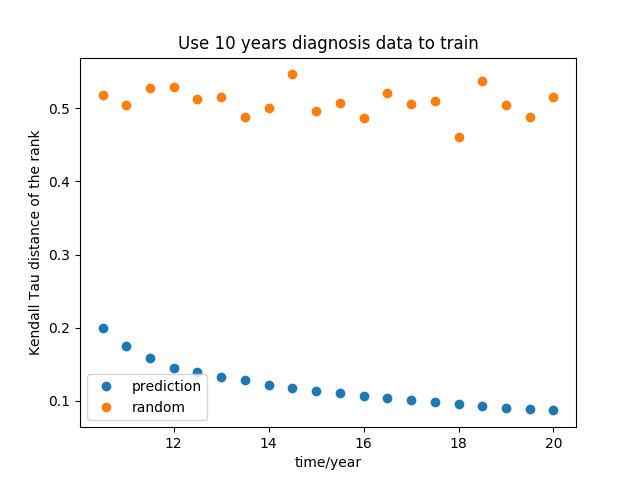 Use 10 years diagnosis data to train
Kendall Tau distance of the rank
0.5
0.4
0.3
0.2
0.1
prediction
random
12
14
16
18
20
time/year